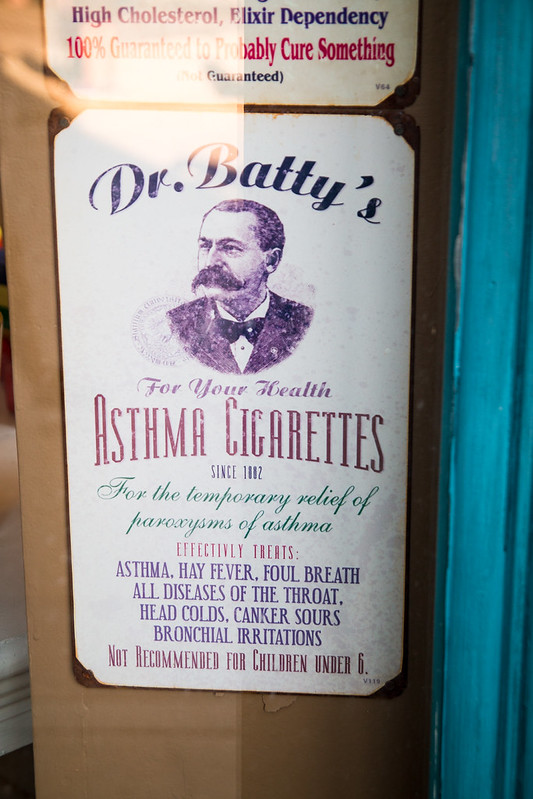 High Cholesterol, Elixir Dependency
100% Guaranteed to Probably Cure Something
(Not Guaranteed)
V64
Dr. Batty's
For Your Health
ASTHMA CIGARETTES
SINCE 1882
For the temporary relief of
paroxysms of asthma
EFFECTIVLY TREATS:
ASTHMA, HAY FEVER, FOUL BREATH
ALL DISEASES OF THE THROAT,
HEAD COLDS, CANKER SOURS
BRONCHIAL IRRITATIONS
NOT RECOMMENDED FOR CHILDREN UNDER 6.
V119